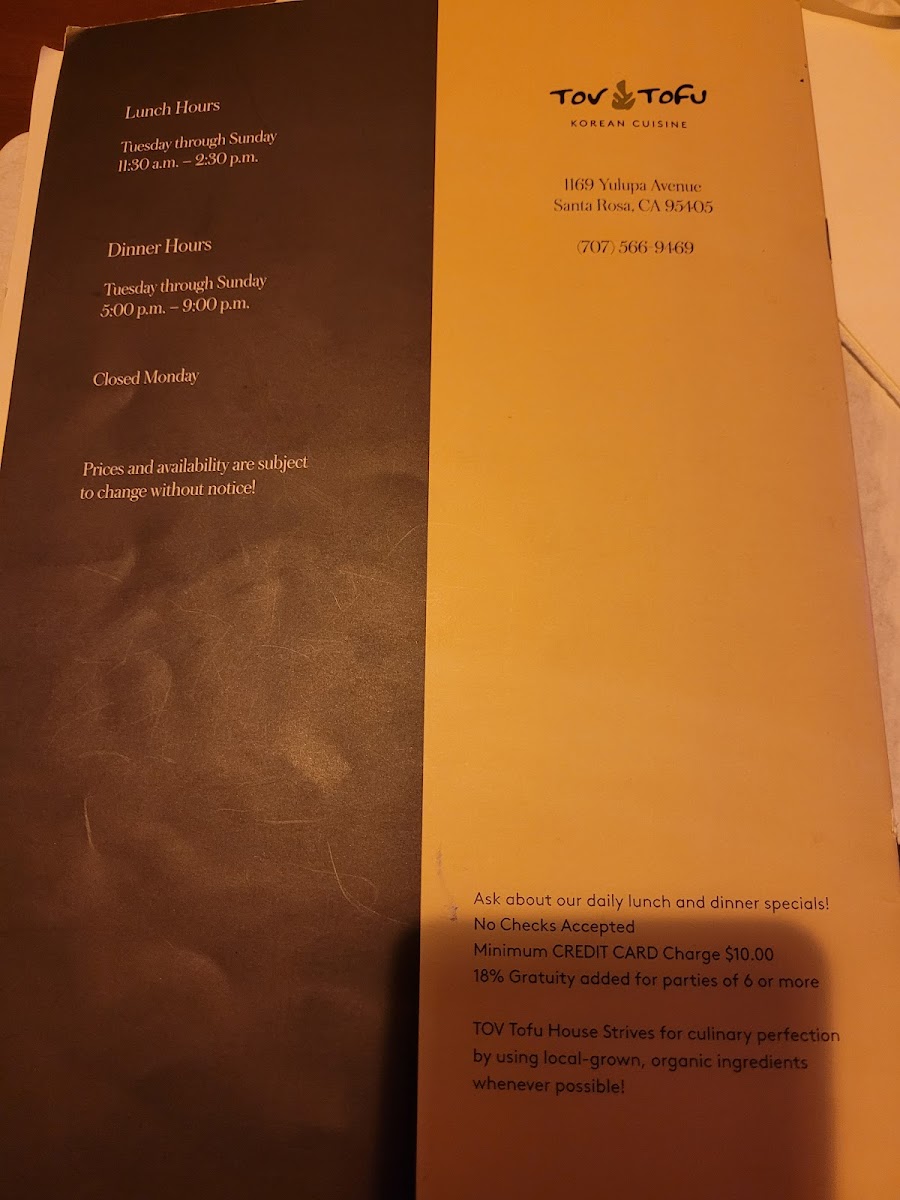 Lunch Hours
Tuesday through Sunday
11:30 a.m. – 2:30 p.m.
Dinner Hours
Tuesday through Sunday
5:00 p.m. – 9:00 p.m.
Closed Monday
Prices and availability are subject
to change without notice!
TOV TOFU
KOREAN CUISINE
1169 Yulupa Avenue
Santa Rosa, CA 95405
(707) 566-9469
Ask about our daily lunch and dinner specials!
No Checks Accepted
Minimum CREDIT CARD Charge $10.00
18% Gratuity added for parties of 6 or more
TOV Tofu House Strives for culinary perfection
by using local-grown, organic ingredients
whenever possible!